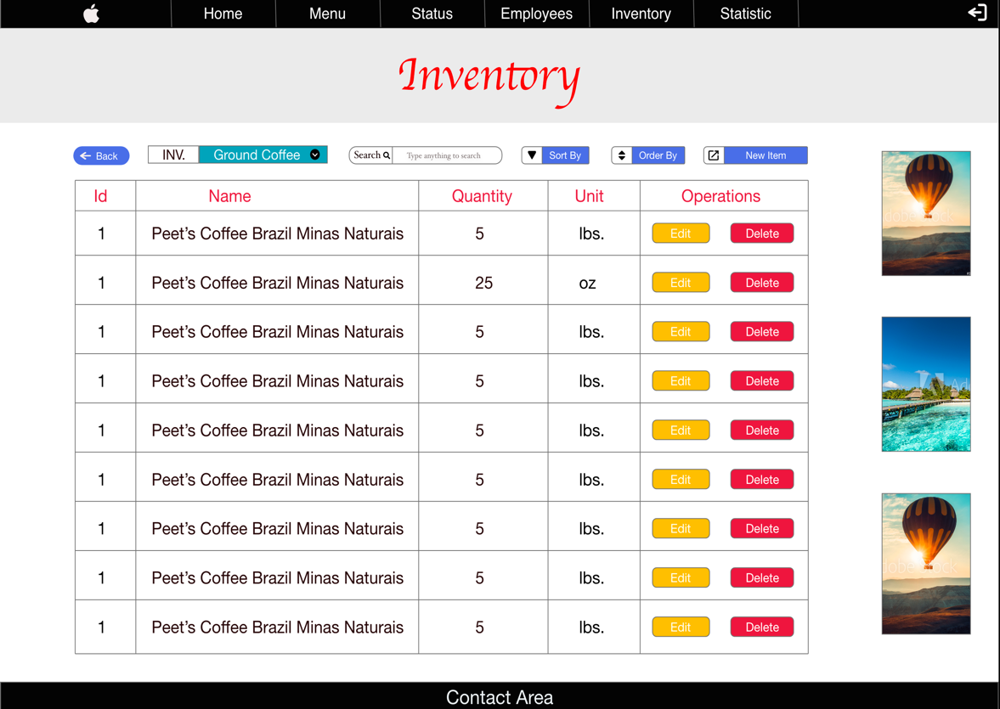 Home Menu Status Employees Inventory Statistic
Inventory
Back INV. Ground Coffee Search Type anything to search Sort By Order By New Item
Id Name Quantity Unit Operations
1 Peet’s Coffee Brazil Minas Naturais 5 lbs. Edit Delete
1 Peet’s Coffee Brazil Minas Naturais 25 oz Edit Delete
1 Peet’s Coffee Brazil Minas Naturais 5 lbs. Edit Delete
1 Peet’s Coffee Brazil Minas Naturais 5 lbs. Edit Delete
1 Peet’s Coffee Brazil Minas Naturais 5 lbs. Edit Delete
1 Peet’s Coffee Brazil Minas Naturais 5 lbs. Edit Delete
1 Peet’s Coffee Brazil Minas Naturais 5 lbs. Edit Delete
1 Peet’s Coffee Brazil Minas Naturais 5 lbs. Edit Delete
1 Peet’s Coffee Brazil Minas Naturais 5 lbs. Edit Delete
Contact Area